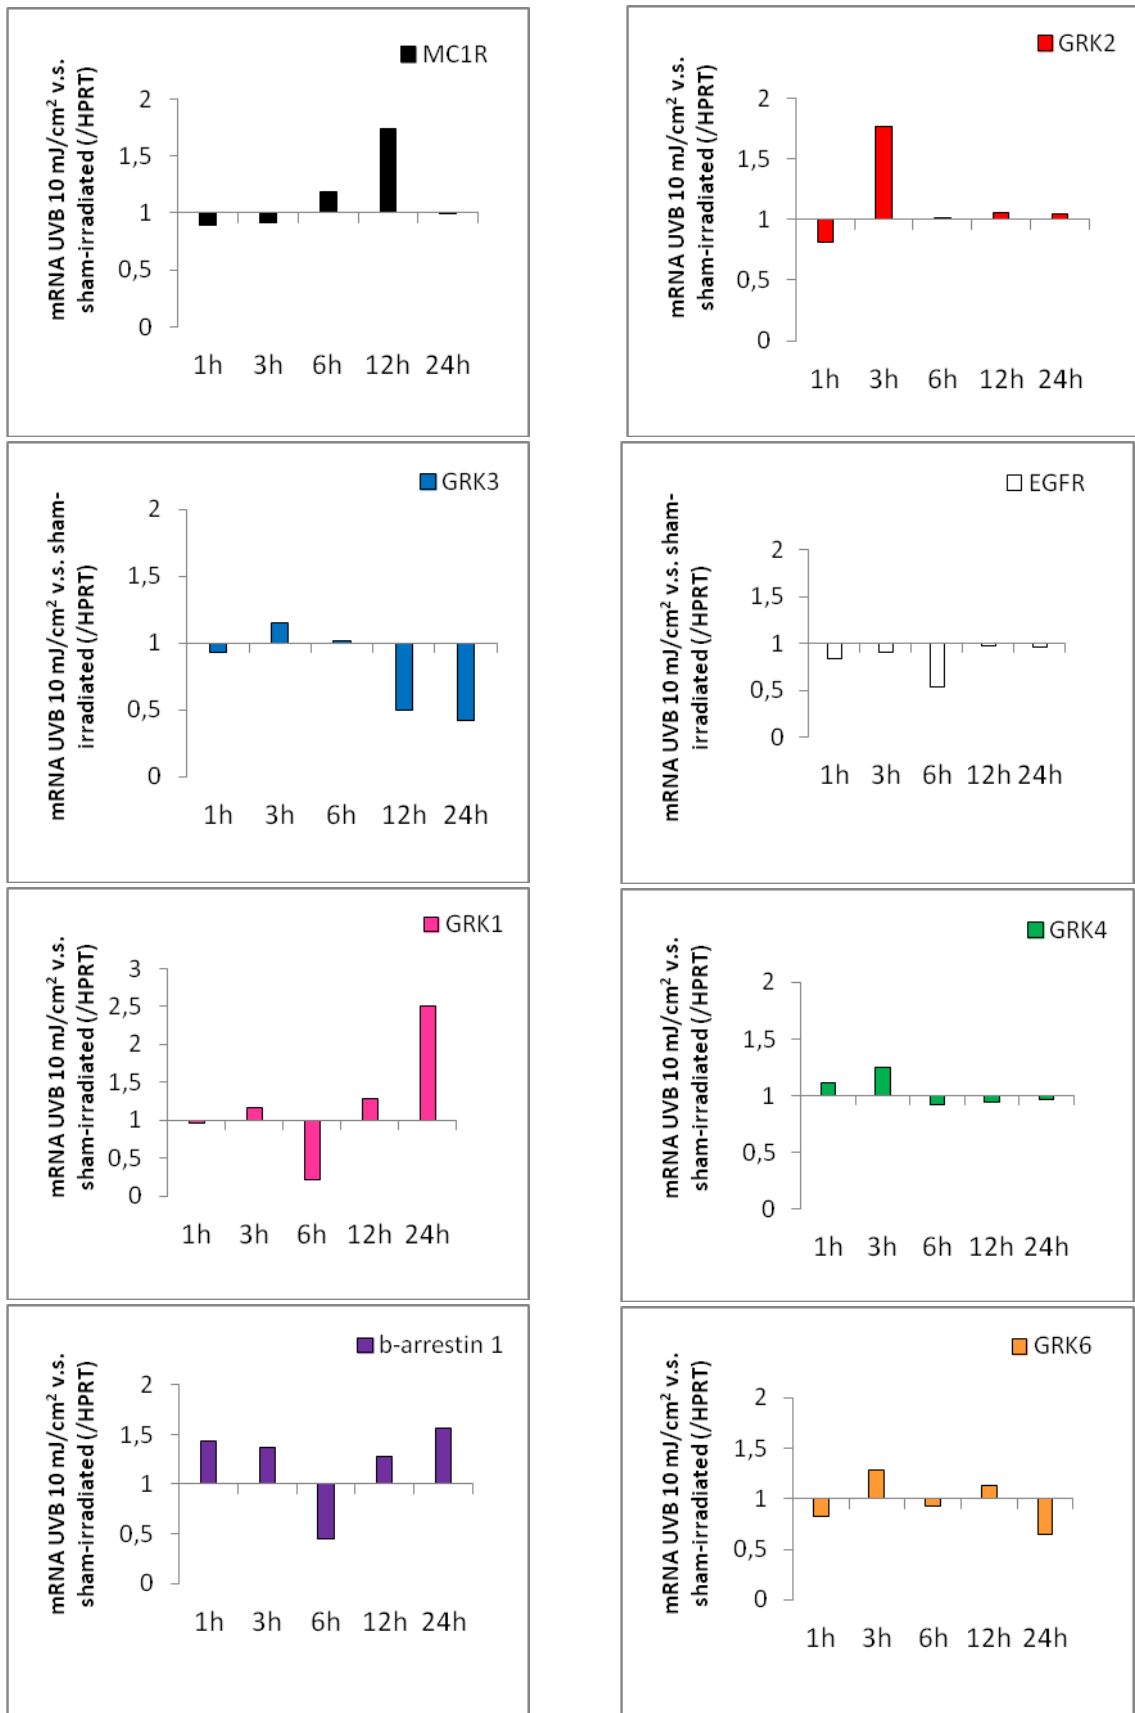 MC1R
mRNA UVB 10 mJ/cm² v.s.
sham-irradiated (/HPRT)
2
1,5
1
0,5
0
1h 3h 6h 12h 24h
GRK2
mRNA UVB 10 mJ/cm² v.s.
sham-irradiated (/HPRT)
2
1,5
1
0,5
0
1h 3h 6h 12h 24h
GRK3
mRNA UVB 10 mJ/cm² v.s. sham-
irradiated (/HPRT)
2
1,5
1
0,5
0
1h 3h 6h 12h 24h
EGFR
mRNA UVB 10 mJ/cm² v.s. sham-
irradiated (/HPRT)
2
1,5
1
0,5
0
1h 3h 6h 12h 24h
GRK1
mRNA UVB 10 mJ/cm² v.s.
sham-irradiated (/HPRT)
3
2,5
2
1,5
1
0,5
0
1h 3h 6h 12h 24h
GRK4
mRNA UVB 10 mJ/cm² v.s.
sham-irradiated (/HPRT)
2
1,5
1
0,5
0
1h 3h 6h 12h 24h
b-arrestin 1
mRNA UVB 10 mJ/cm² v.s.
sham-irradiated (/HPRT)
2
1,5
1
0,5
0
1h 3h 6h 12h 24h
GRK6
mRNA UVB 10 mJ/cm² v.s.
sham-irradiated (/HPRT)
2
1,5
1
0,5
0
1h 3h 6h 12h 24h